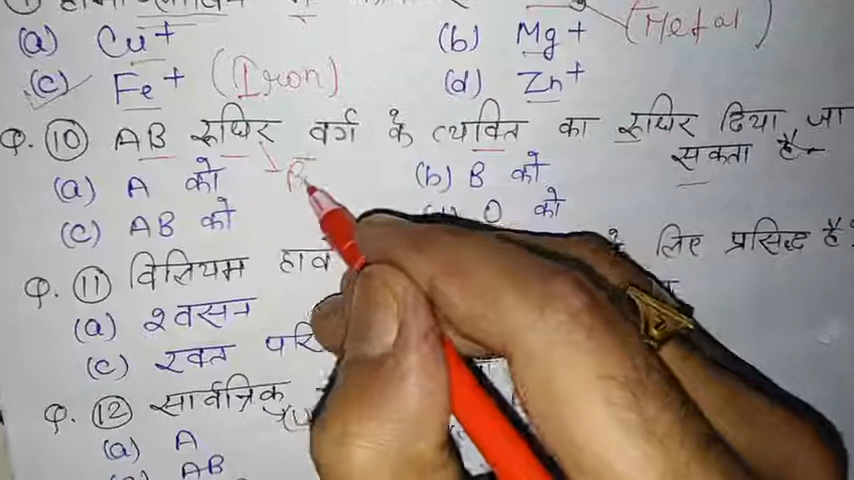 (a) Cu+ (b) Mg+ (Metal)
(c) Fe+ (Iron) (d) Zn+
Q. (10) AB रूधिर वर्ग के व्यक्ति का रूधिर दिया जा
सकता है-
(a) A को (b) B को
(c) AB को O को
Q. (11) विलियम लिए प्रसिद्ध है?
(a) श्वसन
(c) रक्त
Q. (12) सार्वत्रिक
(a) A
AB